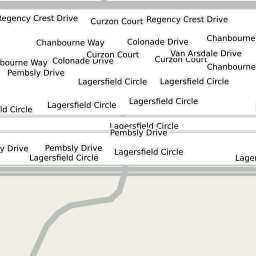 Regency Crest Drive
Curzon Court
Regency Crest Drive
Chanbourne Way
Colonade Drive
Chanbourne
Curzon Court
Van Arsdale Drive
bourne Way
Colonade Drive
Curzon Court
Chanbourne
Pembsly Drive
Lagersfield Circle
Lagersfield Circle
ld Circle
Lagersfield Circle
Lagersfield Circle
Lagersfield Circle
Pembsly Drive
y Drive
Pembsly Drive
Lagersfield Circle
Lagersfield Circle
Lager